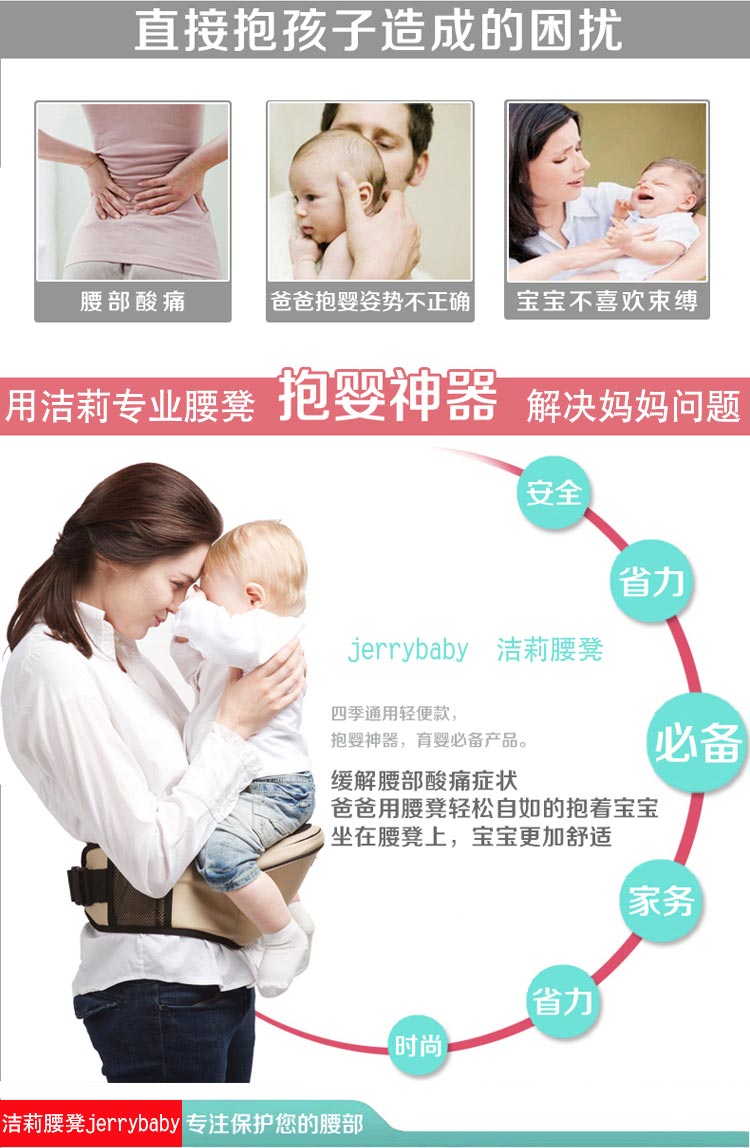 直接抱孩子造成的困扰
腰部酸痛
爸爸抱婴姿势不正确
宝宝不喜欢束缚
用洁莉专业腰凳 抱婴神器 解决妈妈问题
安全
省力
jerrybaby 洁莉腰凳
四季通用轻便款，
抱婴神器，育婴必备产品。
必备
缓解腰部酸痛症状
爸爸用腰凳轻松自如的抱着宝宝
坐在腰凳上，宝宝更加舒适
家务
省力
时尚
洁莉腰凳jerrybaby 专注保护您的腰部